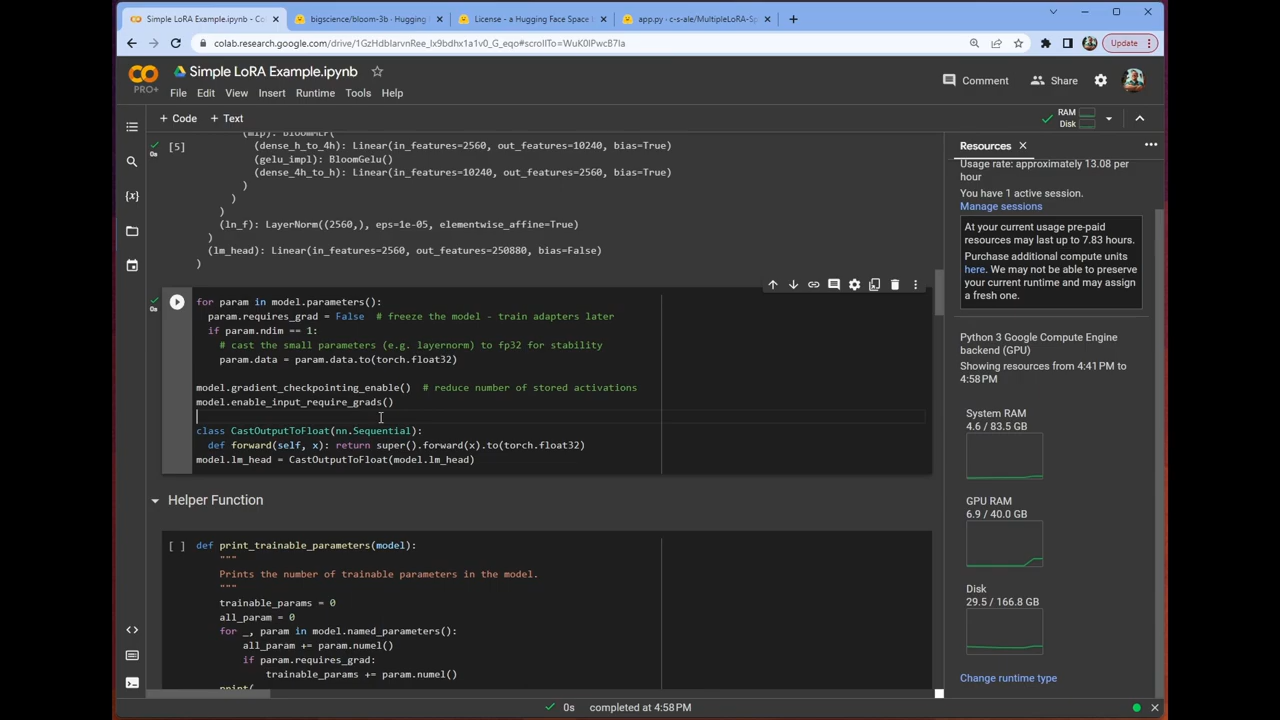 Simple LoRA Example.ipynb - Co
bigscience/bloom-3b · Hugging
License - a Hugging Face Space
app.py · c-s-ale/MultipleLoRA-Sp
Update
Simple LoRA Example.ipynb
PRO+
File Edit View Insert Runtime Tools Help
Comment
Share
+ Code + Text
RAM
Disk
[5]
0s
(dense_h_to_4h): Linear(in_features=2560, out_features=10240, bias=True)
(gelu_impl): BloomGelu()
(dense_4h_to_h): Linear(in_features=10240, out_features=2560, bias=True)
)
)
)
(ln_f): LayerNorm((2560,), eps=1e-05, elementwise_affine=True)
)
(lm_head): Linear(in_features=2560, out_features=250880, bias=False)
)
0s
for param in model.parameters():
param.requires_grad = False # freeze the model - train adapters later
if param.ndim == 1:
# cast the small parameters (e.g. layernorm) to fp32 for stability
param.data = param.data.to(torch.float32)
model.gradient_checkpointing_enable() # reduce number of stored activations
model.enable_input_require_grads()
class CastOutputToFloat(nn.Sequential):
def forward(self, x): return super().forward(x).to(torch.float32)
model.lm_head = CastOutputToFloat(model.lm_head)
Helper Function
[ ]
def print_trainable_parameters(model):
"""
Prints the number of trainable parameters in the model.
"""
trainable_params = 0
all_param = 0
for _, param in model.named_parameters():
all_param += param.numel()
if param.requires_grad:
trainable_params += param.numel()
print(
Resources
Usage rate: approximately 13.08 per
hour
You have 1 active session.
Manage sessions
At your current usage pre-paid
resources may last up to 7.83 hours.
Purchase additional compute units
here. We may not be able to preserve
your current runtime and may assign
a fresh one.
Python 3 Google Compute Engine
backend (GPU)
Showing resources from 4:41 PM to
4:58 PM
System RAM
4.6 / 83.5 GB
GPU RAM
6.9 / 40.0 GB
Disk
29.5 / 166.8 GB
Change runtime type
0s completed at 4:58 PM